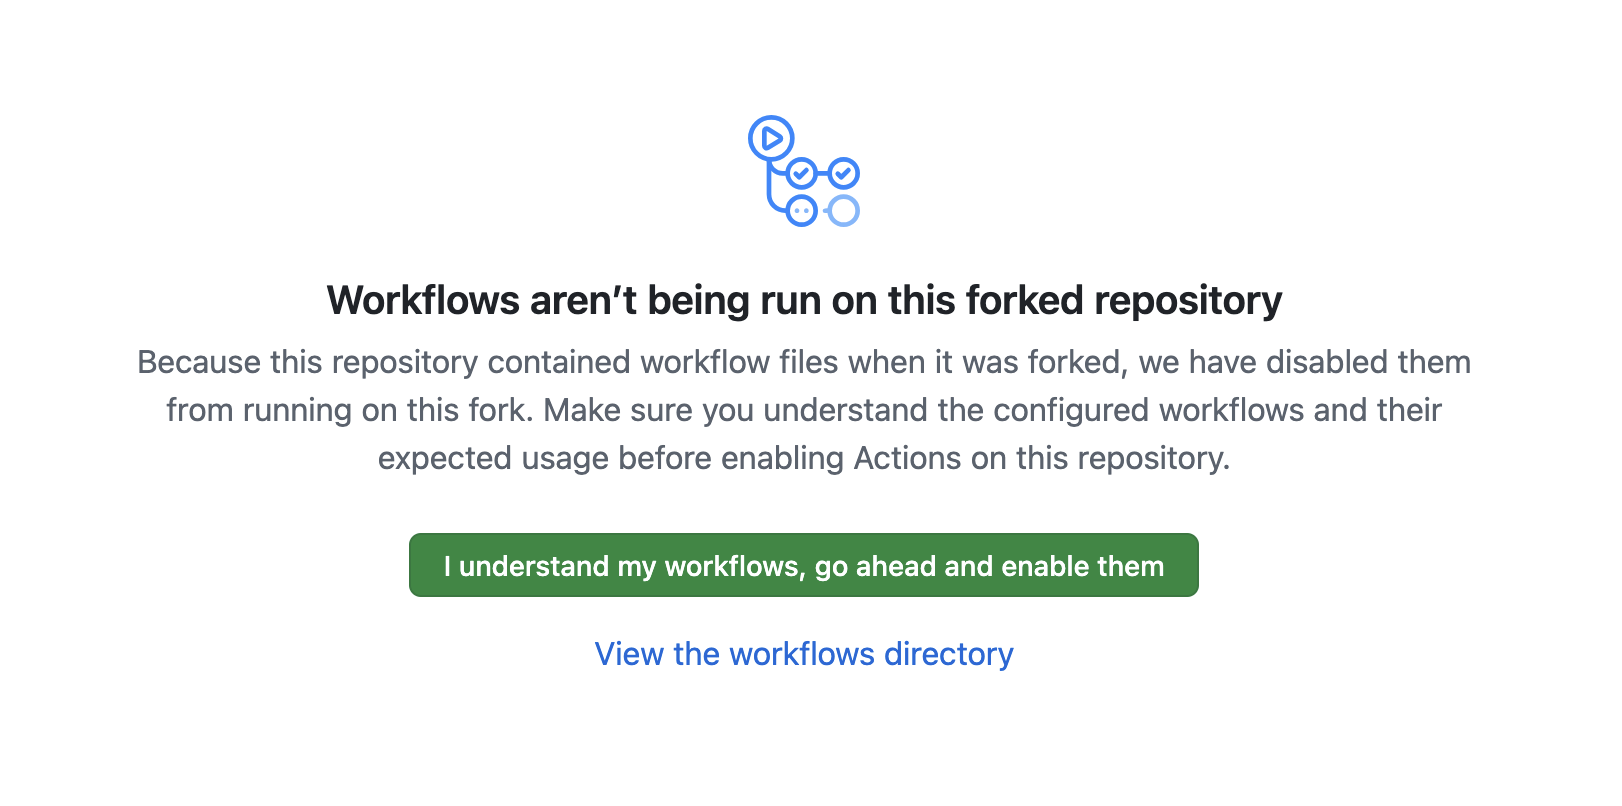 Workflows aren’t being run on this forked repository
Because this repository contained workflow files when it was forked, we have disabled them
from running on this fork. Make sure you understand the configured workflows and their
expected usage before enabling Actions on this repository.
I understand my workflows, go ahead and enable them
View the workflows directory